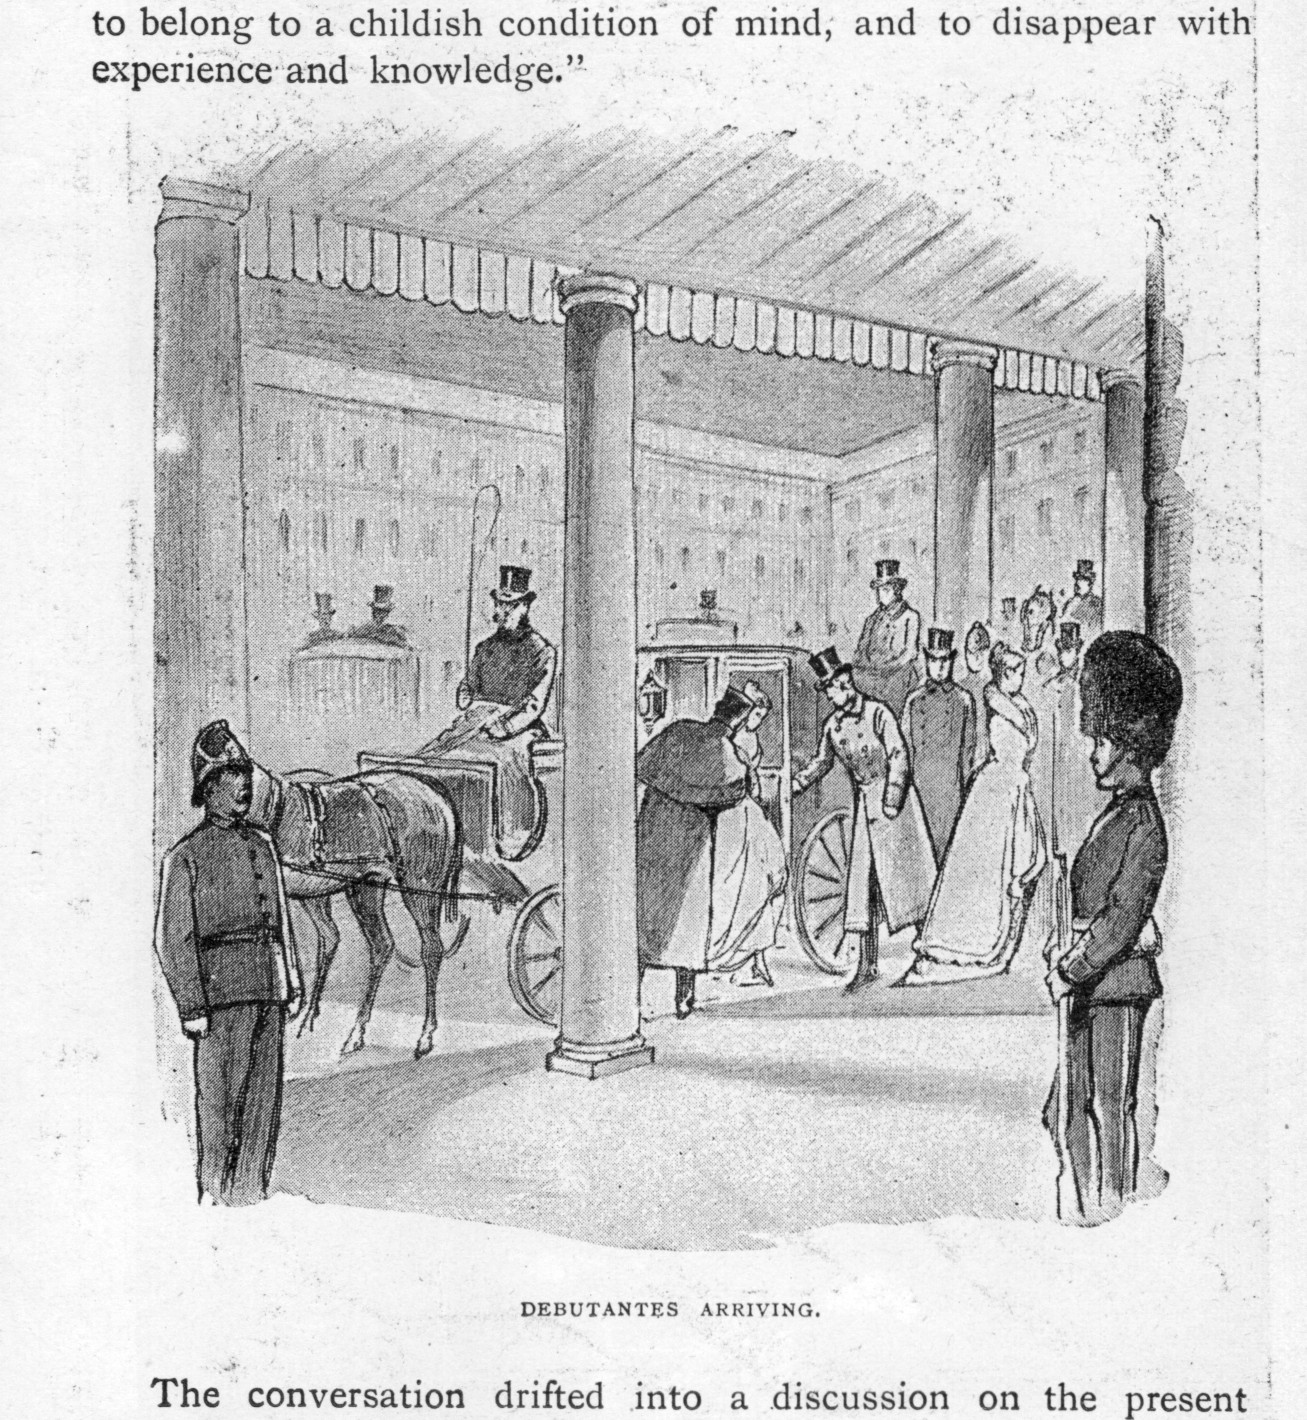 to belong to a childish condition of mind, and to disappear with
experience and knowledge.”
DEBUTANTES ARRIVING.
The conversation drifted into a discussion on the present